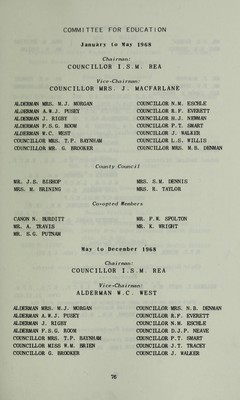 COMMITTEE FOR EDUCATION
January to May 1968
Chairman:
COUNCILLOR I.S.M. REA
Vice-Chairman:
COUNCILLOR MRS. J. MACFARLANE
ALDERMAN MRS. M.J. MORGAN
ALDERMAN A.W.J. PUSEY
ALDERMAN J. RIGBY
ALDERMAN F.S.G. ROOM
ALDERMAN W.C. WEST
COUNCILLOR MRS. T.P. RAYNHAM
COUNCILLOR MR. G. BROOKER
COUNCILLOR N.M. ESCHLE
COUNCILLOR R.F. EVERETT
COUNCILLOR H.J. NEWMAN
COUNCILLOR P.T. SMART
COUNCILLOR J. WALKER
COUNCILLOR L.S. WILLIS
COUNCILLOR MRS. M.B. DENMAN
County Council
MR. J.S. BISHOP
MRS. M. BRINING
MRS. S.M. DENNIS
MRS. B. TAYLOR
Co-opted Members
CANON N. BURDITT
MR. A. TRAVIS
MR. S.G. PUTNAM
MR. F.W. SPOLTON
MR. K. WRIGHT
May to December 1968
Chairman:
COUNCILLOR I.S.M REA
Vice-Chairman:
ALDERMAN W.C. WEST
ALDERMAN MRS. M.J. MORGAN
ALDERMAN A.W.J. PUSEY
ALDERMAN J. RIGBY
ALDERMAN F.S.G. ROOM
COUNCILLOR MRS. T.P. RAYNHAM
COUNCILLOR MISS W.M. BRIEN
COUNCILLOR G. BROOKER
COUNCILLOR MRS. N.B. DENMAN
COUNCILLOR R.F. EVERETT
COUNCILLOR N.M. ESCHLE
COUNCILLOR D.J.P. NEAVE
COUNCILLOR P.T. SMART
COUNCILLOR J.T. TRACEY
COUNCILLOR J. WALKER
76